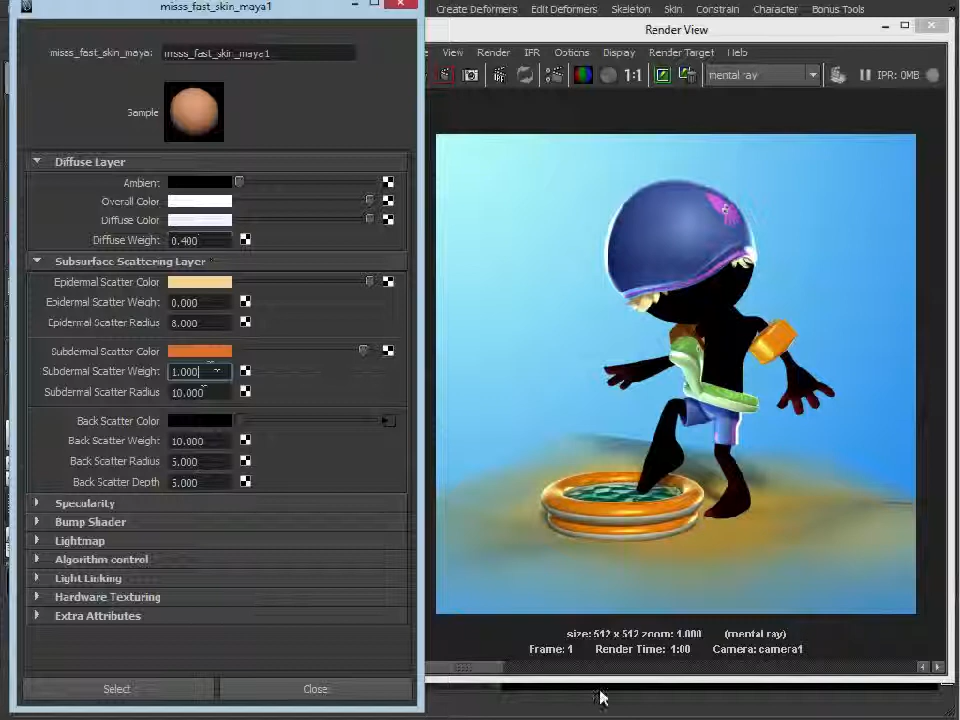 misss_fast_skin_maya1
misss_fast_skin_maya: misss_fast_skin_maya1
Sample
Diffuse Layer
Ambient
Overall Color
Diffuse Color
Diffuse Weight 0.400
Subsurface Scattering Layer
Epidermal Scatter Color
Epidermal Scatter Weight 0.000
Epidermal Scatter Radius 8.000
Subdermal Scatter Color
Subdermal Scatter Weight 1.000
Subdermal Scatter Radius 10.000
Back Scatter Color
Back Scatter Weight 10.000
Back Scatter Radius 5.000
Back Scatter Depth 5.000
Specularity
Bump Shader
Lightmap
Algorithm control
Light Linking
Hardware Texturing
Extra Attributes
Select Close
Create Deformers Edit Deformers Skeleton Skin Constrain Character Bonus Tools
Render View
View Render IFR Options Display Render Target Help
1:1 mental ray IPR: 0MB
size: 512 x 512 zoom: 1.000 (mental ray)
Frame: 1 Render Time: 1:00 Camera: camera1